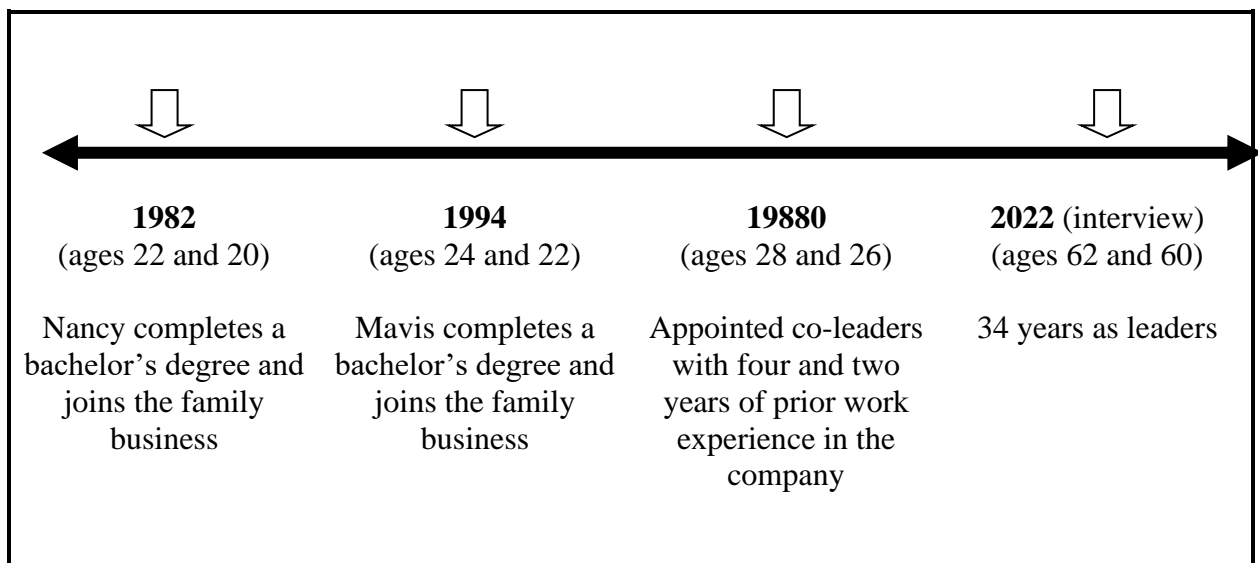 1982
(ages 22 and 20)
Nancy completes a
bachelor’s degree and
joins the family
business
1994
(ages 24 and 22)
Mavis completes a
bachelor’s degree and
joins the family
business
19880
(ages 28 and 26)
Appointed co-leaders
with four and two
years of prior work
experience in the
company
2022 (interview)
(ages 62 and 60)
34 years as leaders